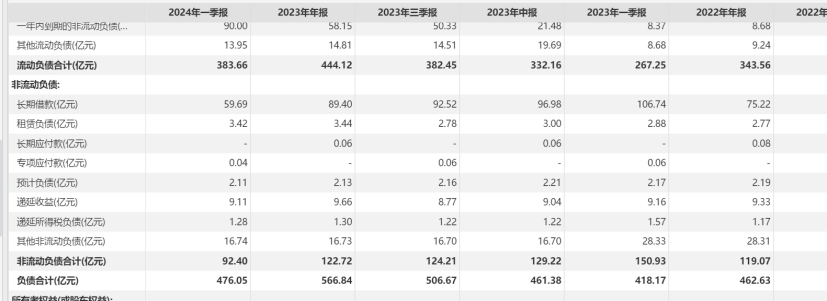 2024年一季报 2023年年报 2023年三季报 2023年中报 2023年一季报 2022年年报 2022年
一年内到期的非流动负债(... 90.00 58.15 50.33 21.48 8.37 8.68
其他流动负债(亿元) 13.95 14.81 14.51 19.69 8.68 9.24
流动负债合计(亿元) 383.66 444.12 382.45 332.16 267.25 343.56
非流动负债:
长期借款(亿元) 59.69 89.40 92.52 96.98 106.74 75.22
租赁负债(亿元) 3.42 3.44 2.78 3.00 2.88 2.77
长期应付款(亿元) - 0.06 - 0.06 - 0.08
专项应付款(亿元) 0.04 - 0.06 - 0.06 -
预计负债(亿元) 2.11 2.13 2.16 2.21 2.17 2.19
递延收益(亿元) 9.11 9.66 8.77 9.04 9.16 9.33
递延所得税负债(亿元) 1.28 1.30 1.22 1.22 1.57 1.17
其他非流动负债(亿元) 16.74 16.73 16.70 16.70 28.33 28.31
非流动负债合计(亿元) 92.40 122.72 124.21 129.22 150.93 119.07
负债合计(亿元) 476.05 566.84 506.67 461.38 418.17 462.63
所有者权益(或股东权益):